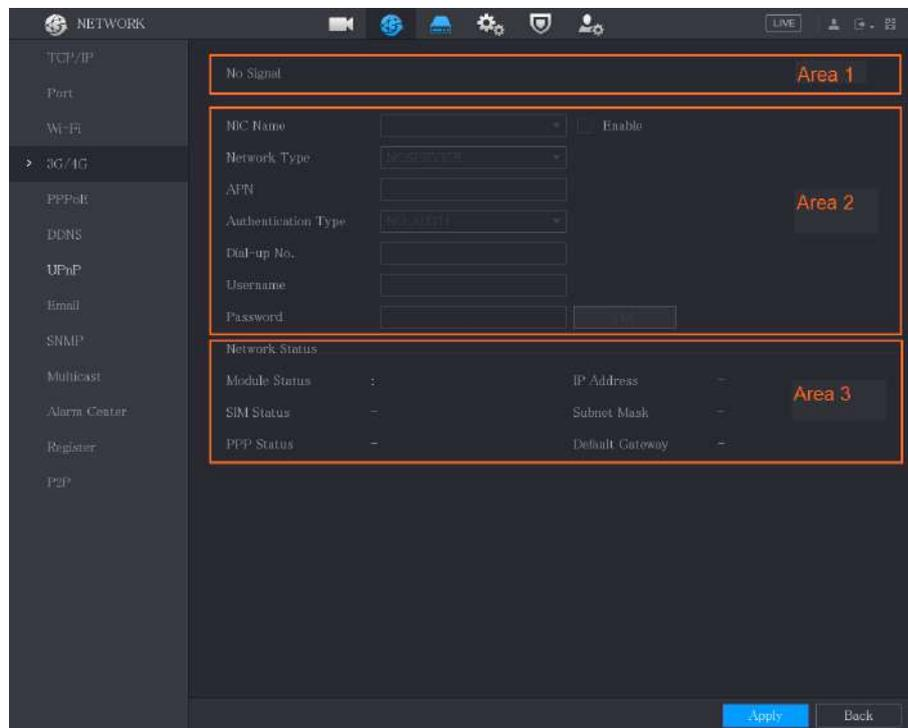 NETWORK LIVE
TCP/IP
Port
Wi-Fi
3G/4G
PPPoE
DDNS
UPnP
Email
SNMP
Multicast
Alarm Center
Register
P2P
No Signal Area 1
NIC Name Enable
Network Type
APN
Area 2
Authentication Type
Dial-up No.
Username
Password
Network Status
Module Status : IP Address -
Area 3
SIM Status - Subnet Mask -
PPP Status - Default Gateway -
Apply Back